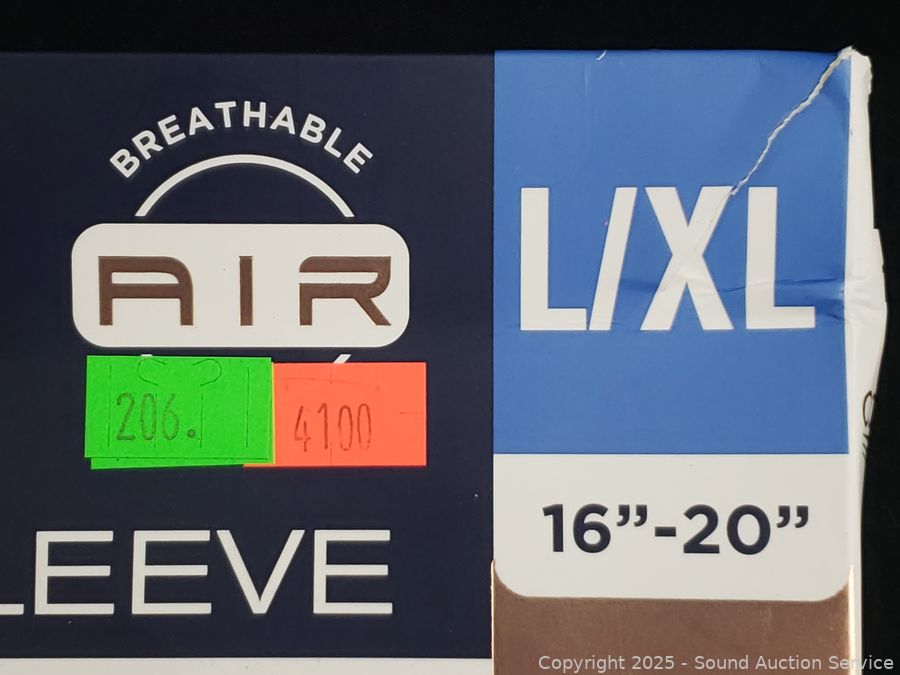 BREATHABLE
AIR
206.
4100
LEEVE
L/XL
16”-20”
Copyright 2025 - Sound Auction Service